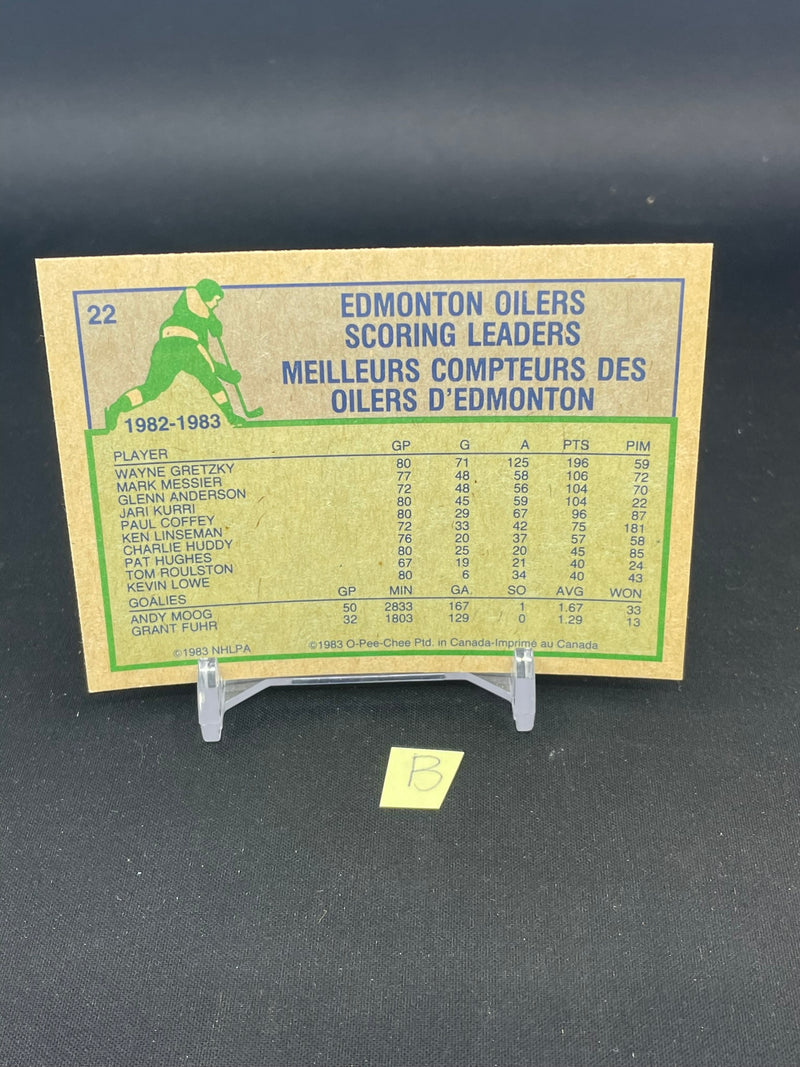 22
EDMONTON OILERS
SCORING LEADERS
MEILLEURS COMPTEURS DES
OILERS D'EDMONTON
1982-1983
PLAYER GP G A PTS PIM
WAYNE GRETZKY 80 71 125 196 59
MARK MESSIER 77 48 58 106 72
GLENN ANDERSON 72 48 56 104 70
JARI KURRI 80 45 59 104 22
PAUL COFFEY 80 29 67 96 87
KEN LINSEMAN 72 33 42 75 181
CHARLIE HUDDY 76 20 37 57 58
PAT HUGHES 80 25 20 45 85
TOM ROULSTON 67 19 21 40 24
KEVIN LOWE 80 6 34 40 43
GOALIES GP MIN GA. SO AVG WON
ANDY MOOG 50 2833 167 1 1.67 33
GRANT FUHR 32 1803 129 0 1.29 13
©1983 NHLPA ©1983 O-Pee-Chee Ptd. in Canada-Imprimé au Canada
B